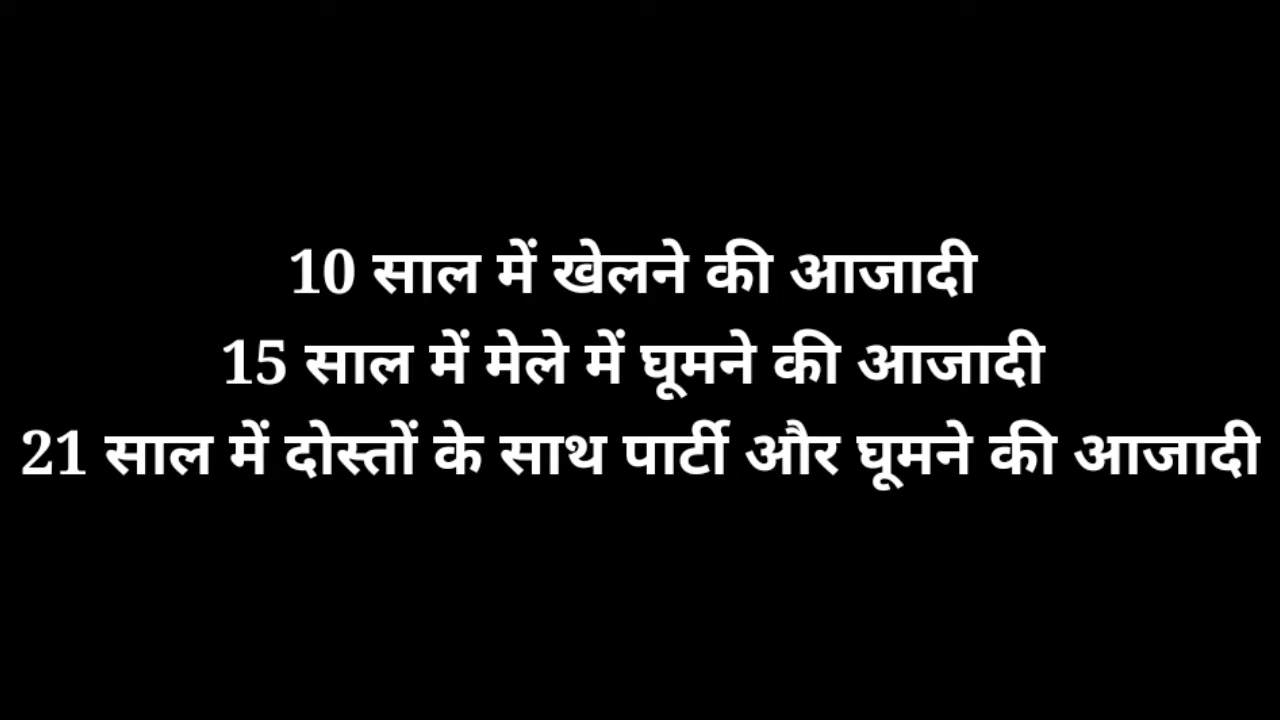 10 साल में खेलने की आजादी
15 साल में मेले में घूमने की आजादी
21 साल में दोस्तों के साथ पार्टी और घूमने की आजादी